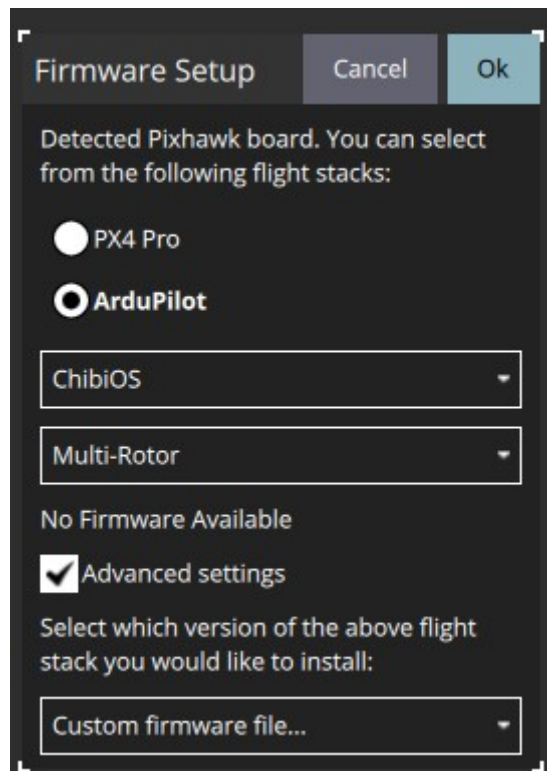 Firmware Setup
Cancel
Ok
Detected Pixhawk board. You can select
from the following flight stacks:
PX4 Pro
ArduPilot
ChibiOS
Multi-Rotor
No Firmware Available
Advanced settings
Select which version of the above flight
stack you would like to install:
Custom firmware file...